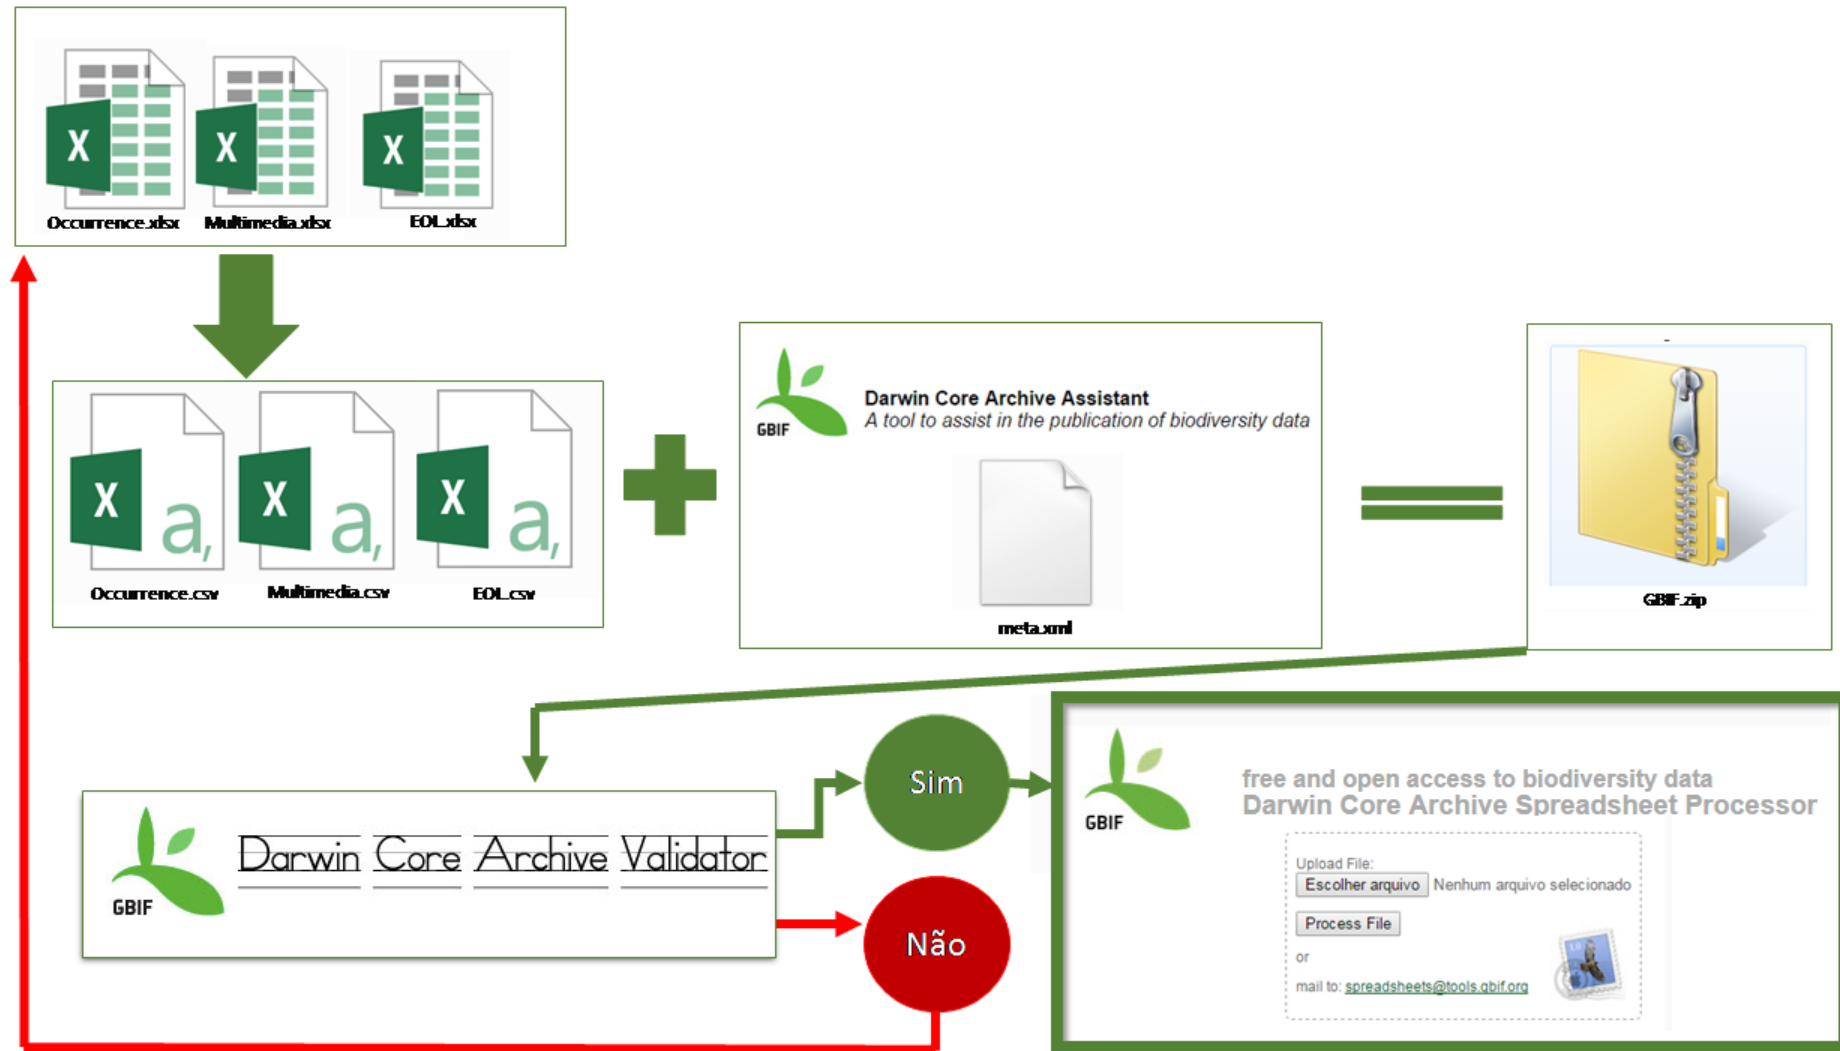 X
X
X
Occurrence.xlsx
Multimedia.xlsx
EOL.xlsx
X
a,
X
a,
X
a,
Occurrence.csv
Multimedia.csv
EOL.csv
GBIF
Darwin Core Archive Assistant
A tool to assist in the publication of biodiversity data
meta.xml
GBIF.zip
GBIF
Darwin Core Archive Validator
Sim
Não
GBIF
free and open access to biodiversity data
Darwin Core Archive Spreadsheet Processor
Upload File:
Escolher arquivo Nenhum arquivo selecionado
Process File
or
mail to: spreadsheets@tools.gbif.org